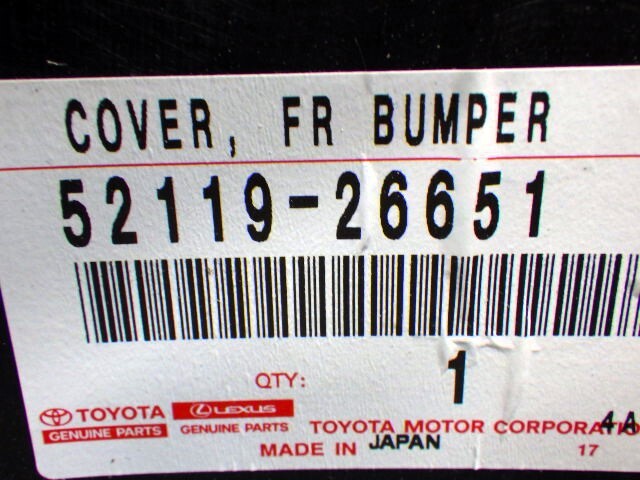 COVER, FR BUMPER
52119-26651
QTY: 1
TOYOTA LEXUS
GENUINE PARTS GENUINE PARTS TOYOTA MOTOR CORPORATIO
MADE IN JAPAN 17
4A